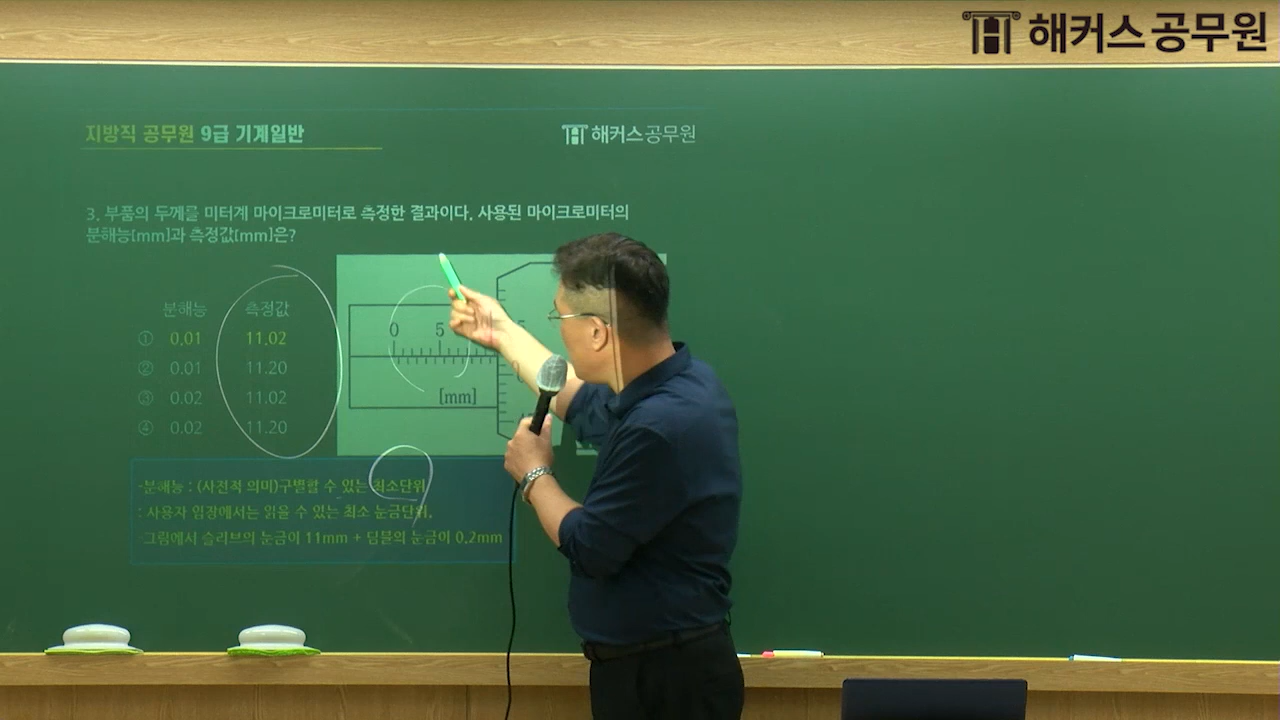 해커스공무원
지방직 공무원 9급 기계일반
해커스공무원
3. 부품의 두께를 미터계 마이크로미터로 측정한 결과이다. 사용된 마이크로미터의
분해능[mm]과 측정값[mm]은?
분해능 측정값
① 0.01 11.02
② 0.01 11.20
③ 0.02 11.02
④ 0.02 11.20
0 5
[mm]
-분해능 : (사전적 의미)구별할 수 있는 최소단위
: 사용자 입장에서는 읽을 수 있는 최소 눈금단위,
그림에서 슬리브의 눈금이 11mm + 딤블의 눈금이 0.2mm